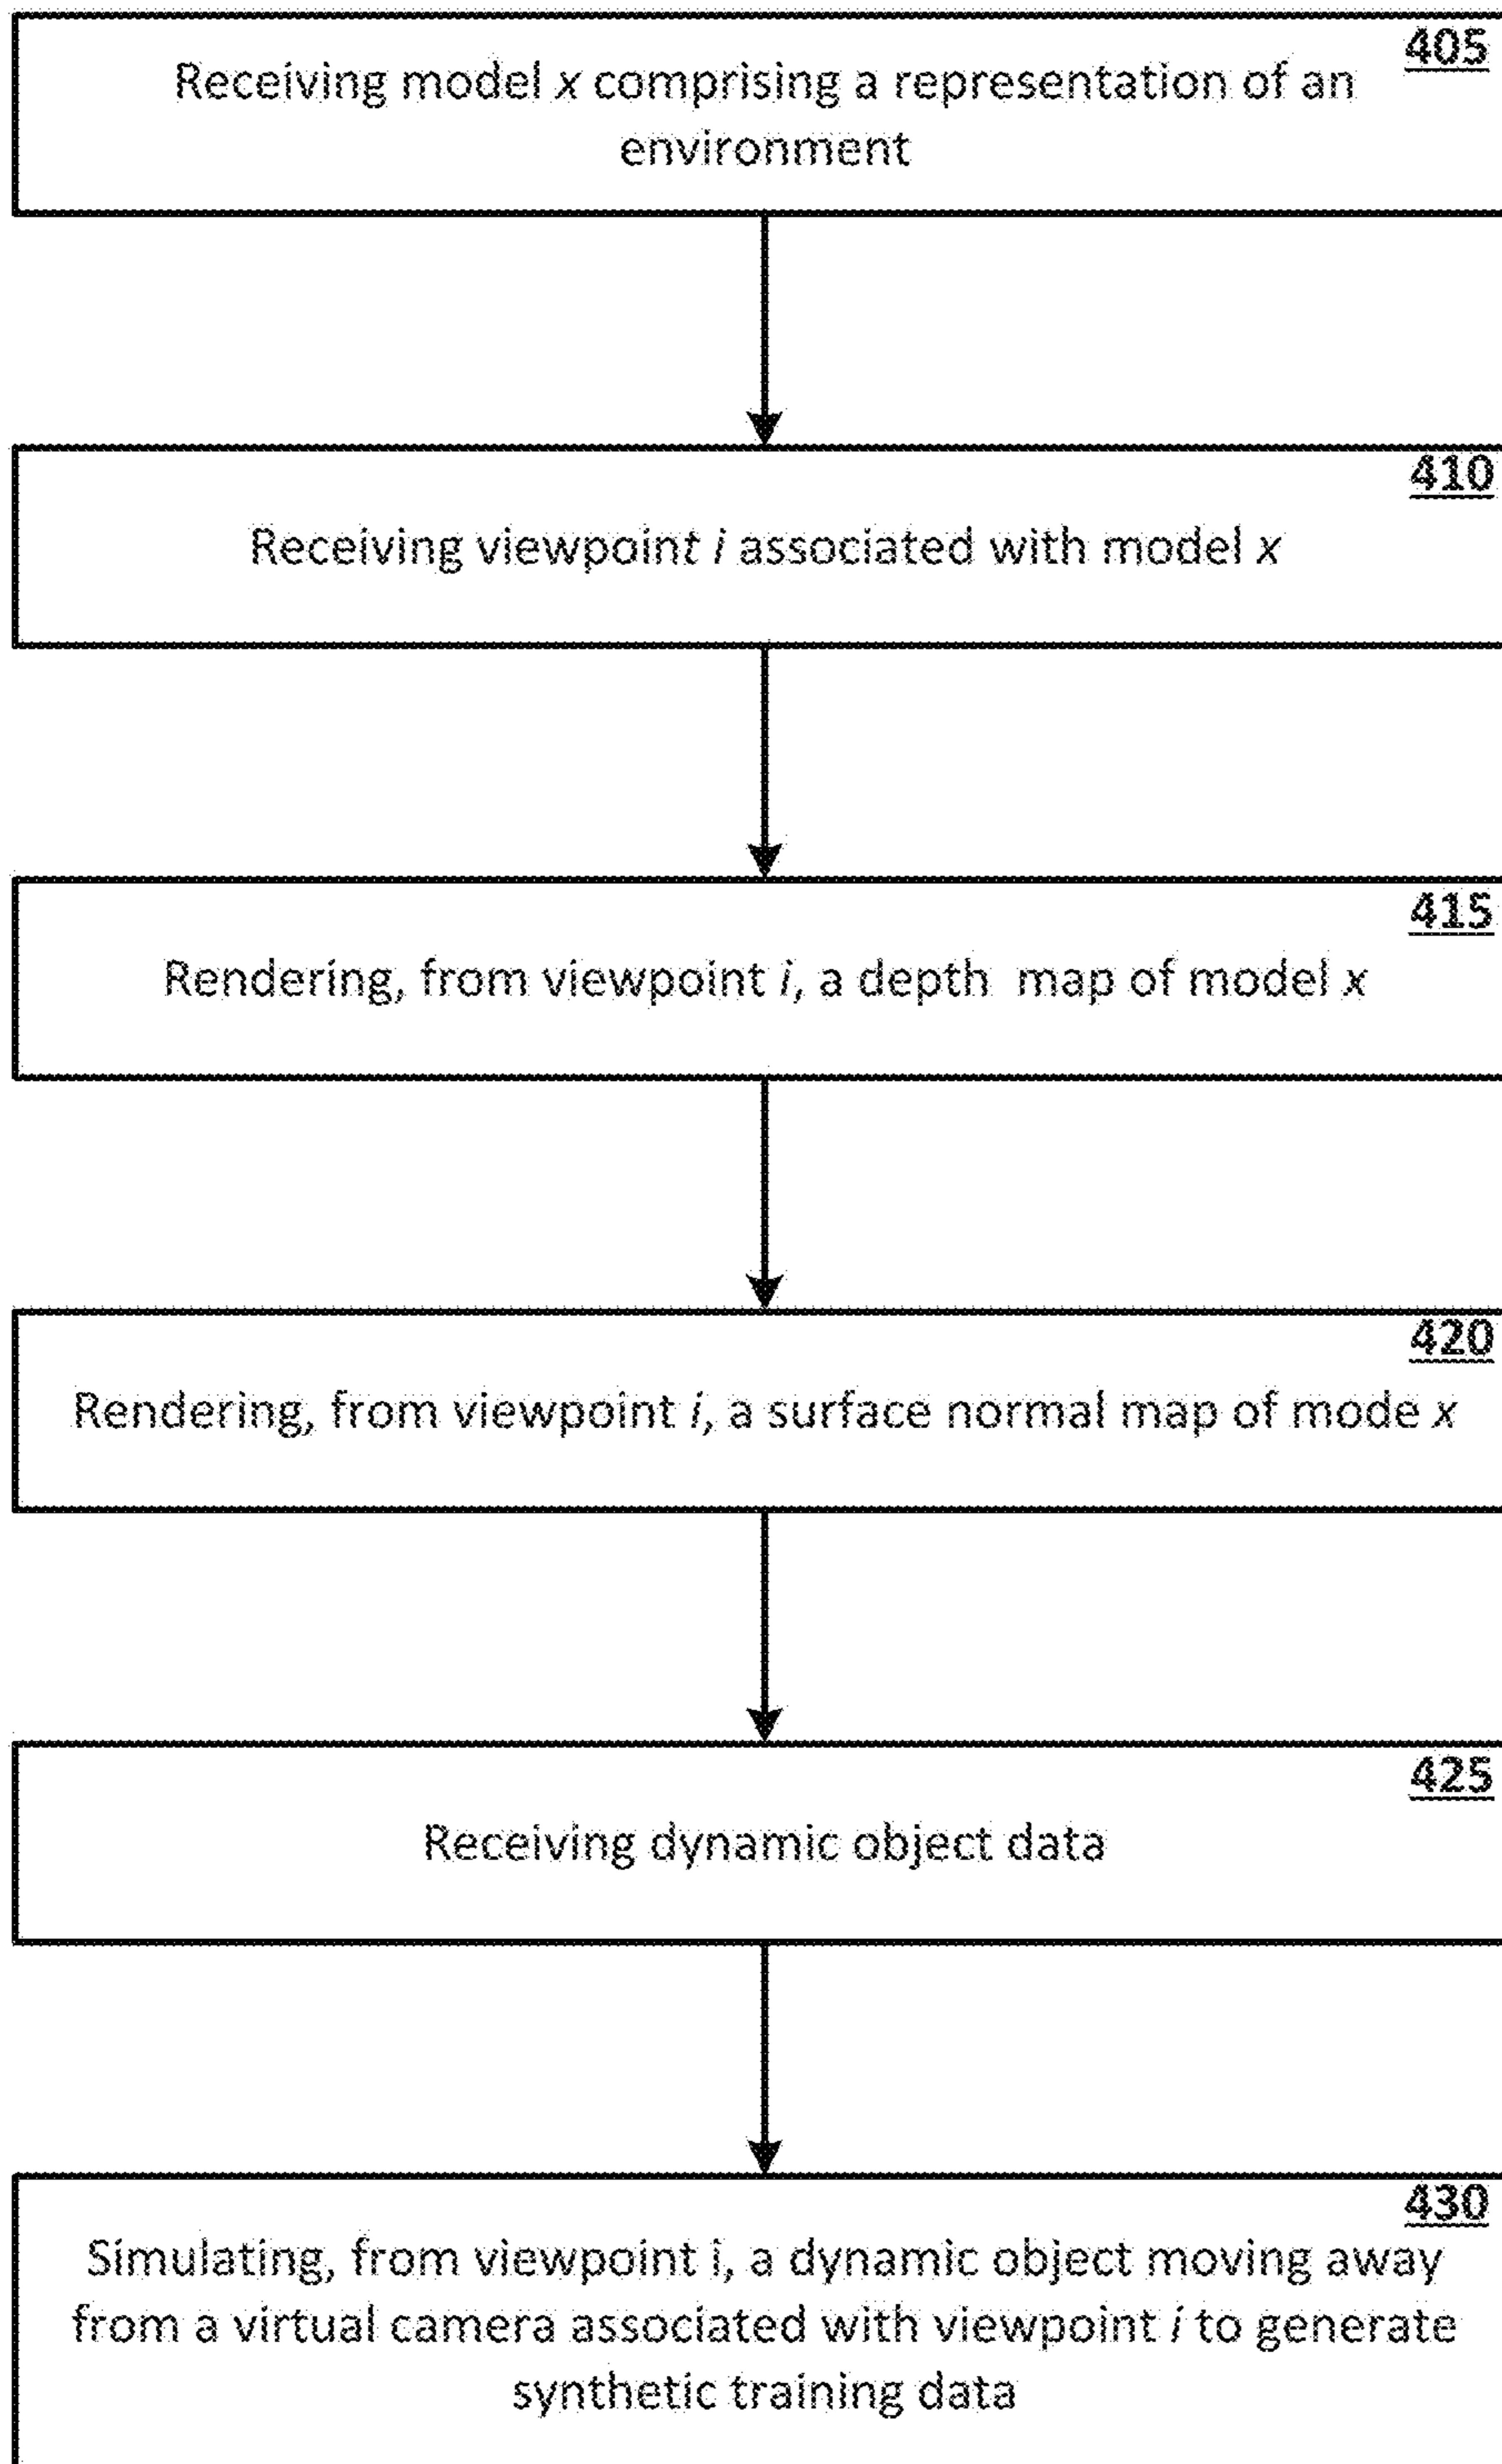 405
Receiving model x comprising a representation of an
environment
410
Receiving viewpoint i associated with model x
415
Rendering, from viewpoint i, a depth map of model x
420
Rendering, from viewpoint i, a surface normal map of mode x
425
Receiving dynamic object data
430
Simulating, from viewpoint i, a dynamic object moving away
from a virtual camera associated with viewpoint i to generate
synthetic training data